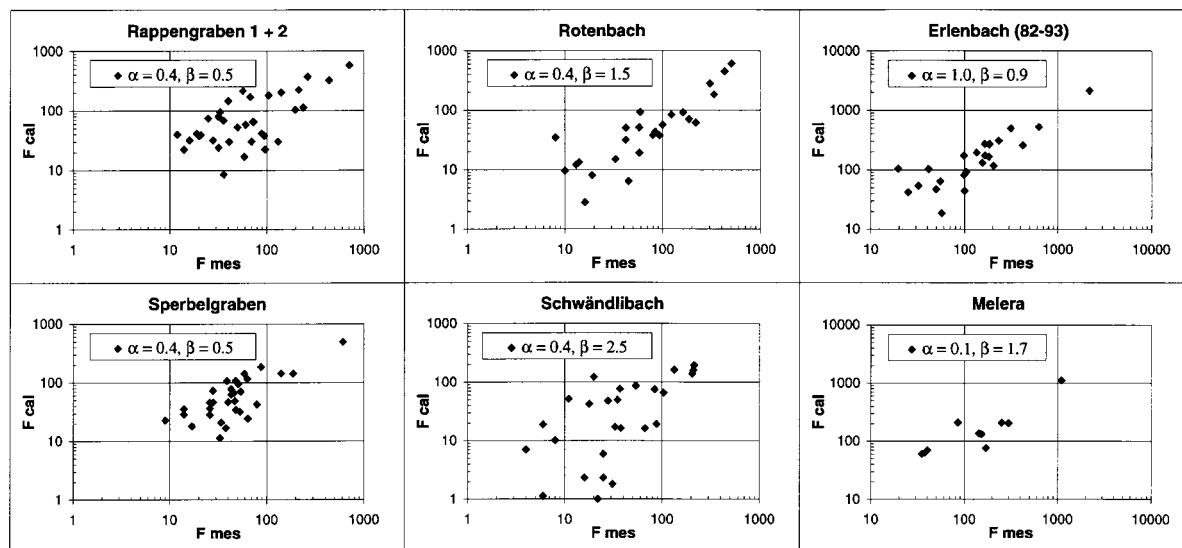 Rappengraben 1 + 2
1000
100
10
1
F cal
α = 0.4, β = 0.5
1 10 100 1000
F mes
Rotenbach
1000
100
10
1
F cal
α = 0.4, β = 1.5
1 10 100 1000
F mes
Erlenbach (82-93)
10000
1000
100
10
F cal
α = 1.0, β = 0.9
10 100 1000 10000
F mes
Sperbelgraben
1000
100
10
1
F cal
α = 0.4, β = 0.5
1 10 100 1000
F mes
Schwändlibach
1000
100
10
1
F cal
α = 0.4, β = 2.5
1 10 100 1000
F mes
Melera
10000
1000
100
10
F cal
α = 0.1, β = 1.7
10 100 1000 10000
F mes